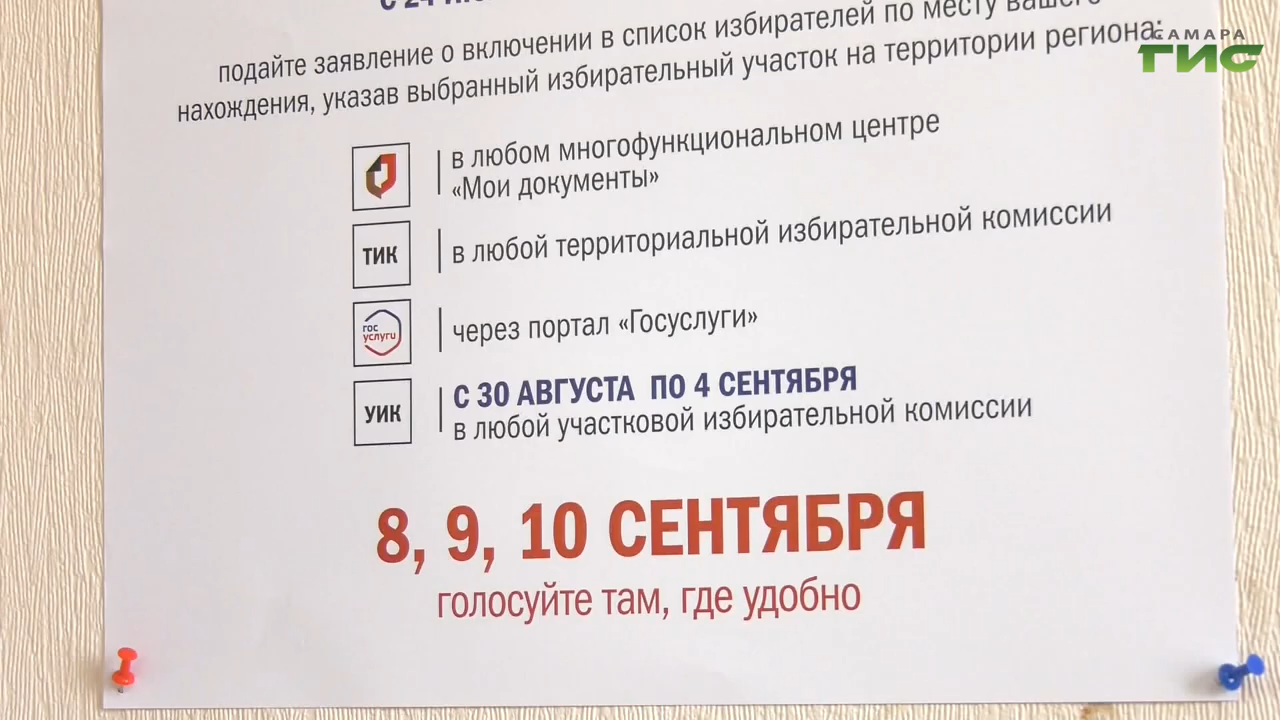 С 24
подайте заявление о включении в список избирателей по месту вашего
нахождения, указав выбранный избирательный участок на территории региона:
САМАРА
ГИС
в любом многофункциональном центре
«Мои документы»
ТИК
в любой территориальной избирательной комиссии
гос
услуги
через портал «Госуслуги»
УИК
С 30 АВГУСТА ПО 4 СЕНТЯБРЯ
в любой участковой избирательной комиссии
8, 9, 10 СЕНТЯБРЯ
голосуйте там, где удобно